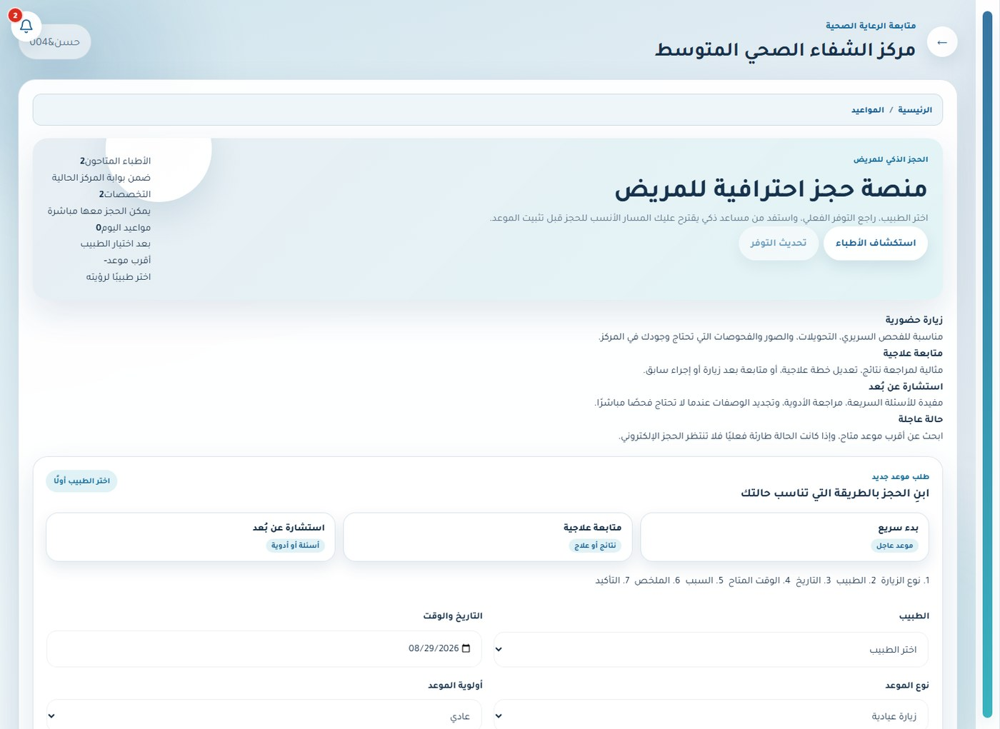 متابعة الرعاية الصحية
مركز الشفاء الصحي المتوسط
←
2
حسن&004
الرئيسية / المواعيد
الحجز الذكي للمريض
منصة حجز احترافية للمريض
اختر الطبيب، راجع التوفر الفعلي، واستفد من مساعد ذكي يقترح عليك المسار الأنسب للحجز قبل تثبيت الموعد.
استكشاف الأطباء
تحديث التوفر
الأطباء المتاحون2
ضمن بوابة المركز الحالية
التخصصات2
يمكن الحجز معها مباشرة
مواعيد اليوم0
بعد اختيار الطبيب
أقرب موعد-
اختر طبيبًا لرؤيته
زيارة حضورية
مناسبة للفحص السريري، التحويلات، والصور والفحوصات التي تحتاج وجودك في المركز.
متابعة علاجية
مثالية لمراجعة نتائج، تعديل خطة علاجية، أو متابعة بعد زيارة أو إجراء سابق.
استشارة عن بُعد
مفيدة للأسئلة السريعة، مراجعة الأدوية، وتجديد الوصفات عندما لا تحتاج فحصًا مباشرًا.
حالة عاجلة
ابحث عن أقرب موعد متاح، وإذا كانت الحالة طارئة فعليًا فلا تنتظر الحجز الإلكتروني.
طلب موعد جديد
ابنِ الحجز بالطريقة التي تناسب حالتك
اختر الطبيب أولًا
بدء سريع
موعد عاجل
متابعة علاجية
نتائج أو علاج
استشارة عن بُعد
أسئلة أو أدوية
1. نوع الزيارة 2. الطبيب 3. التاريخ 4. الوقت المتاح 5. السبب 6. الملخص 7. التأكيد
الطبيب
اختر الطبيب
التاريخ والوقت
08/29/2026
نوع الموعد
زيارة عيادية
أولوية الموعد
عادي